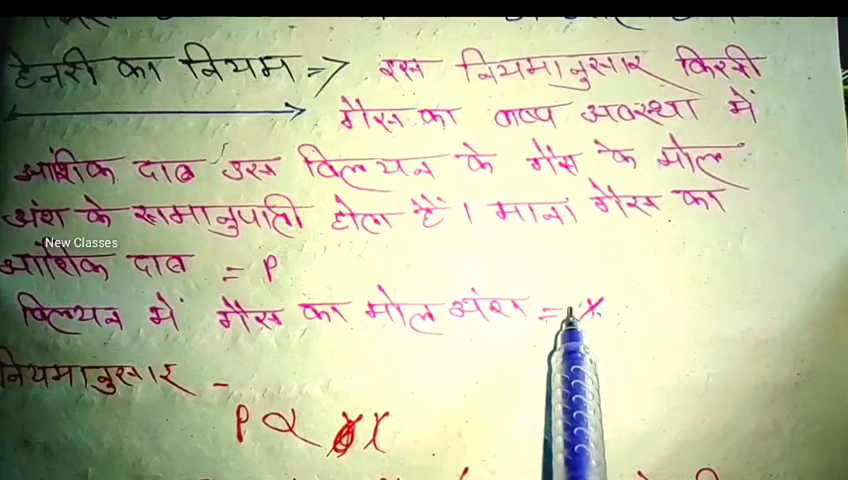 हेनरी का नियम => इस नियमानुसार किसी
गैस का वाष्प अवस्था में
आंशिक दाब उस विलयन के गैस के मोल
अंश के समानुपाती होता हैं। माना गैस का
New Classes
आंशिक दाब = P
विलयन में गैस का मोल अंश = X
नियमानुसार -
P ∝ X